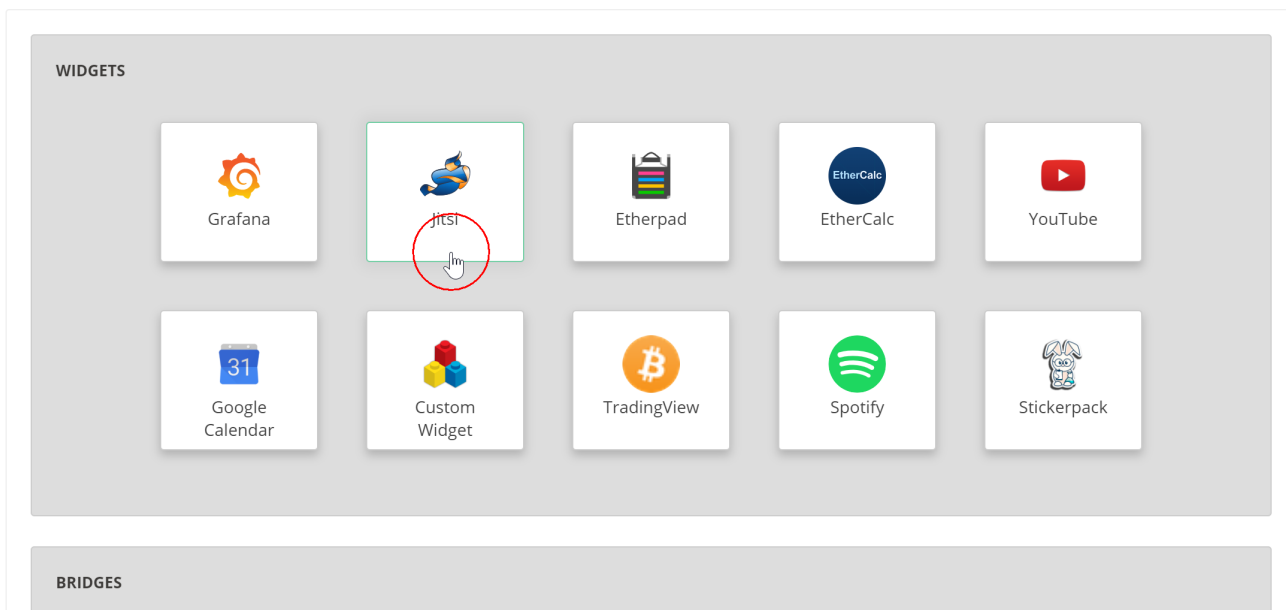 WIDGETS
Grafana
Jitsi
Etherpad
EtherCalc
EtherCalc
YouTube
31
Google
Calendar
Custom
Widget
TradingView
Spotify
Stickerpack
BRIDGES